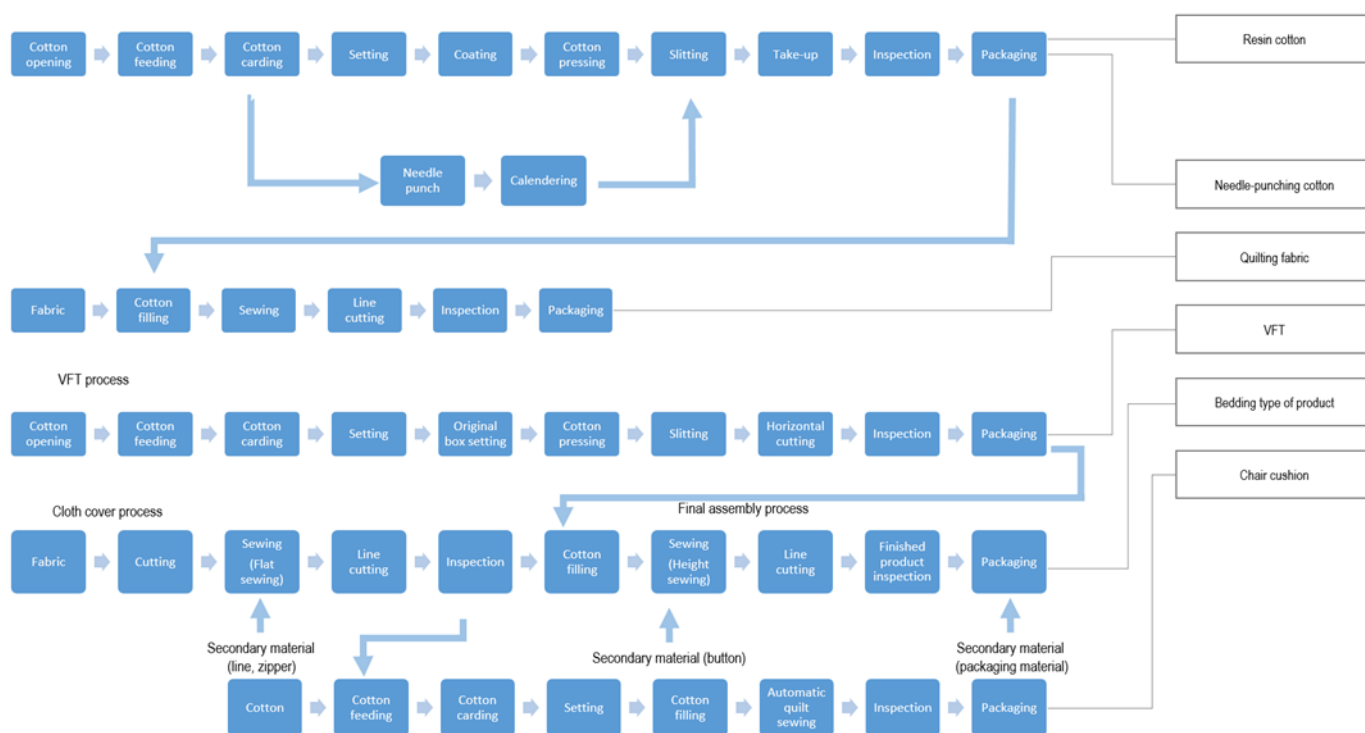 Cotton
opening
Cotton
feeding
Cotton
carding
Setting
Coating
Cotton
pressing
Slitting
Take-up
Inspection
Packaging
Resin cotton
Needle
punch
Calendering
Needle-punching cotton
Quilting fabric
Fabric
Cotton
filling
Sewing
Line
cutting
Inspection
Packaging
VFT
VFT process
Bedding type of product
Cotton
opening
Cotton
feeding
Cotton
carding
Setting
Original
box setting
Cotton
pressing
Slitting
Horizontal
cutting
Inspection
Packaging
Chair cushion
Cloth cover process
Final assembly process
Fabric
Cutting
Sewing
(Flat
sewing)
Line
cutting
Inspection
Cotton
filling
Sewing
(Height
sewing)
Line
cutting
Finished
product
inspection
Packaging
Secondary material
(line, zipper)
Secondary material (button)
Secondary material
(packaging material)
Cotton
Cotton
feeding
Cotton
carding
Setting
Cotton
filling
Automatic
quilt
sewing
Inspection
Packaging